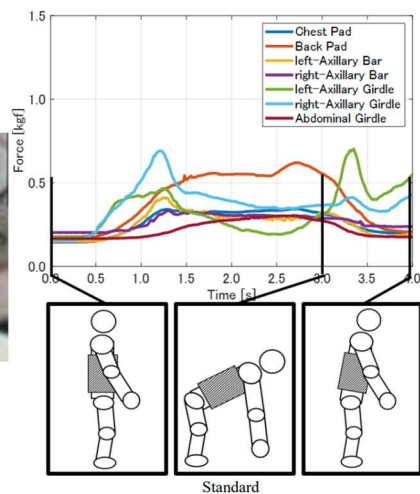 1.5
1.0
0.5
0.0
Force [kgf]
Chest Pad
Back Pad
left-Axillary Bar
right-Axillary Bar
left-Axillary Girdle
right-Axillary Girdle
Abdominal Girdle
0.0 0.5 1.0 1.5 2.0 2.5 3.0 3.5 4.0
Time [s]
Standard